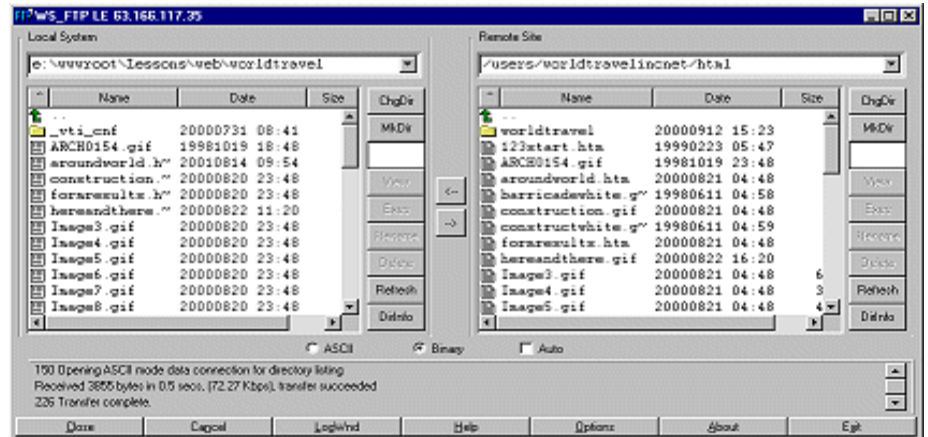 WS_FTP LE 63.166.117.35
Local System
Remote Site
e:\wwwroot\Lessons\web\worldtravel
/users/worldtravelincnet/html
^ Name Date Size
ChgDir
^ Name Date Size
ChgDir
..
MkDir
..
MkDir
_vti_cnf 20000731 08:41
worldtravel 20000912 15:23
ARCH0154.gif 19981019 18:48
123start.htm 19990223 05:47
aroundworld.h~ 20010814 09:54
ARCH0154.gif 19981019 23:48
construction.~ 20000820 23:48
View
aroundworld.htm 20000821 04:48
View
formresults.h~ 20000820 23:48
barricadewhite.g~ 19980611 04:58
hereandthere.~ 20000822 11:20
<--
Exec
construction.gif 20000821 04:48
Exec
Image3.gif 20000820 23:48
-->
Rename
constructwhite.g~ 19980611 04:59
Rename
Image4.gif 20000820 23:48
formresults.htm 20000821 04:48
Image5.gif 20000820 23:48
Delete
hereandthere.gif 20000822 16:20
Delete
Image6.gif 20000820 23:48
Image3.gif 20000821 04:48 6
Image7.gif 20000820 23:48
Refresh
Image4.gif 20000821 04:48 3
Refresh
Image8.gif 20000820 23:48
Image5.gif 20000821 04:48 4
DirInfo
DirInfo
ASCII
Binary
Auto
150 Opening ASCII mode data connection for directory listing
Received 3855 bytes in 0.5 secs, (72.27 Kbps), transfer succeeded
226 Transfer complete.
Close
Cancel
LogWnd
Help
Options
About
Exit